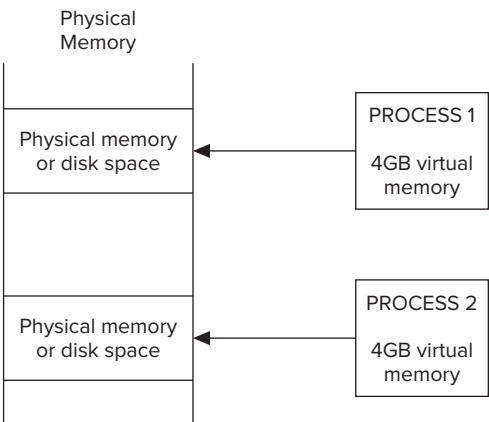 Physical
Memory
Physical memory
or disk space
PROCESS 1
4GB virtual
memory
Physical memory
or disk space
PROCESS 2
4GB virtual
memory